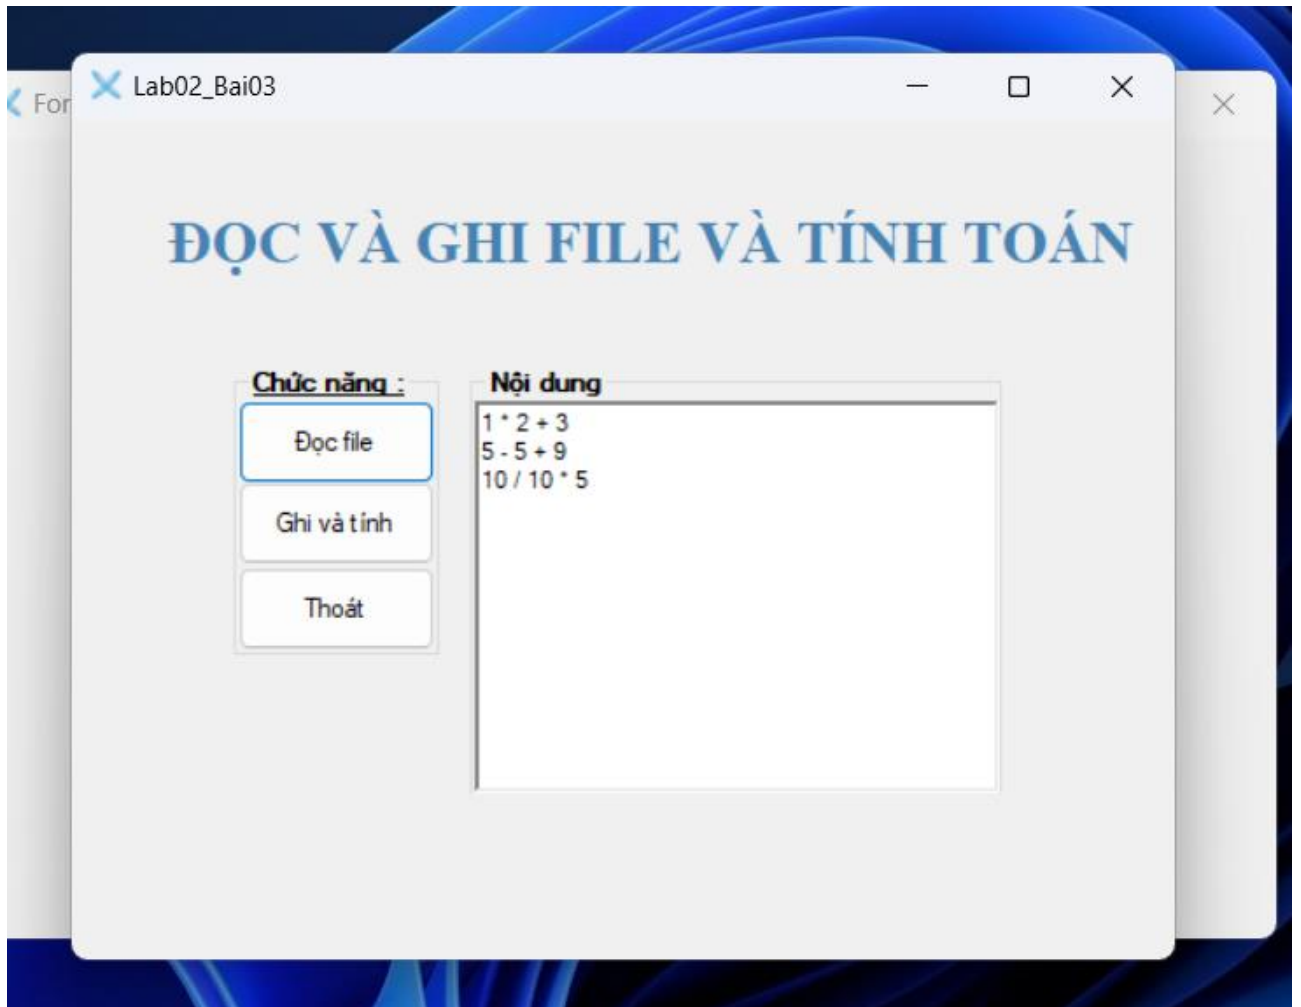 For
Lab02_Bai03
ĐỌC VÀ GHI FILE VÀ TÍNH TOÁN
Chức năng :
Đọc file
Ghi và tính
Thoát
Nội dung
1 * 2 + 3
5 - 5 + 9
10 / 10 * 5